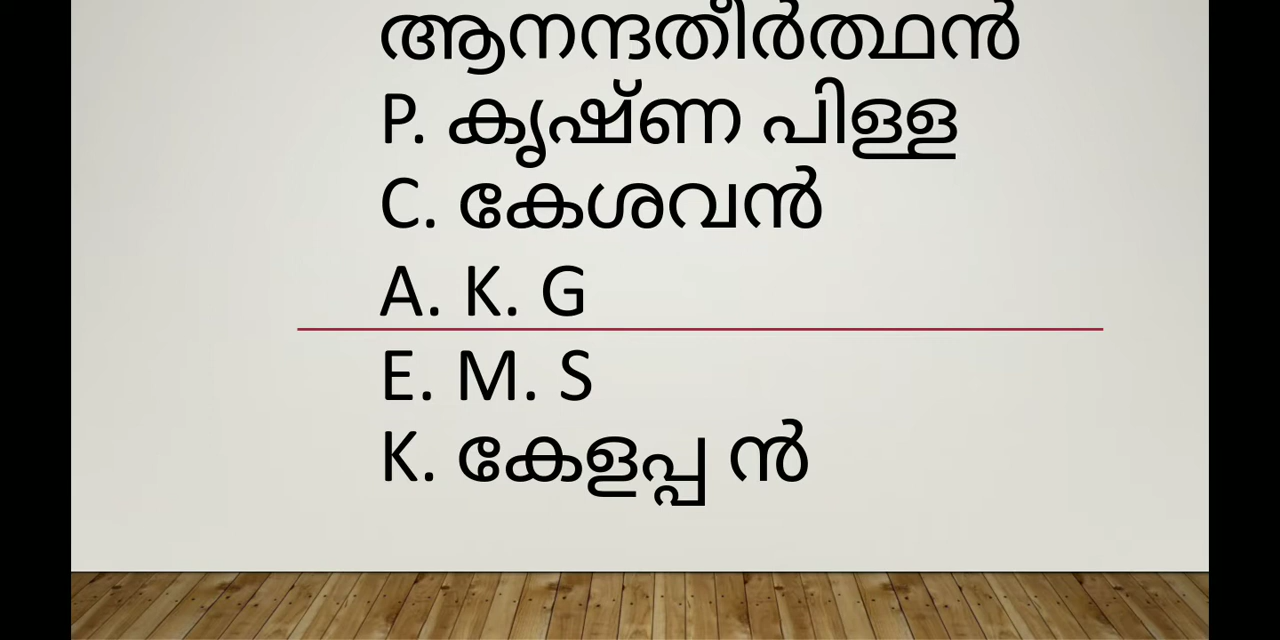 ആനന്ദതീർത്ഥൻ
P. കൃഷ്ണ പിള്ള
C. കേശവൻ
A. K. G
E. M. S
K. കേളപ്പ ൻ